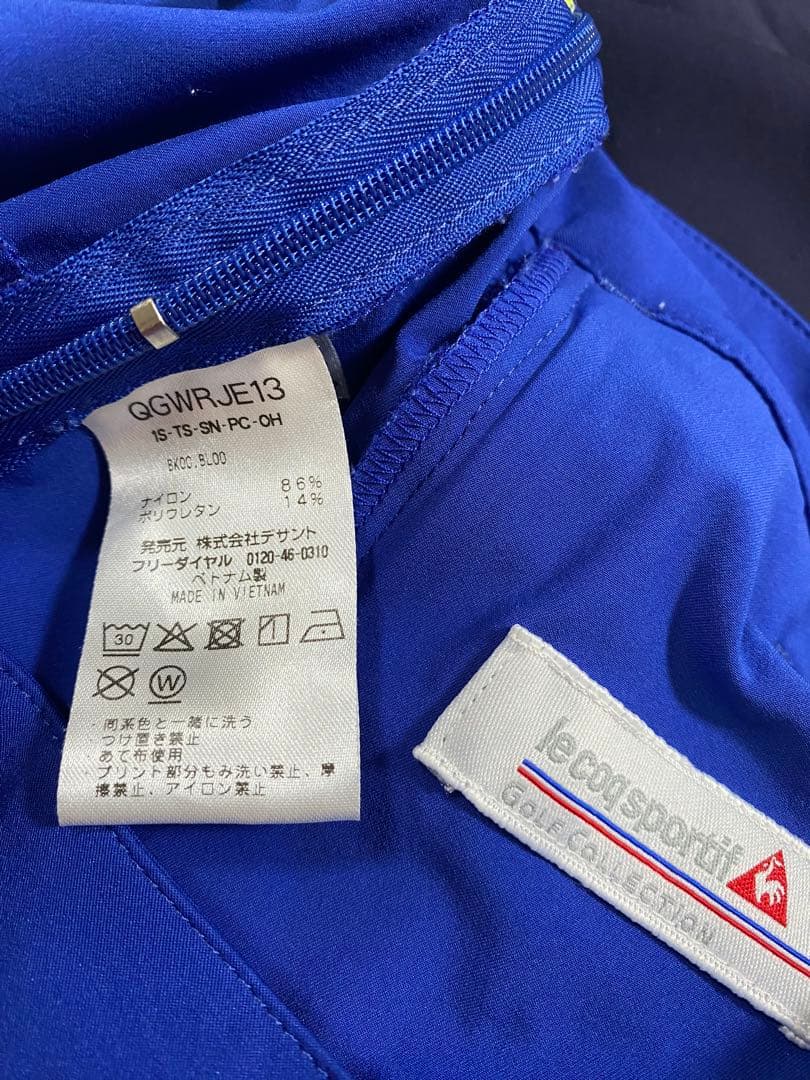 QGWRJE13
1S-TS-SN-PC-OH
BK00,BL00
ナイロン 86%
ポリウレタン 14%
発売元 株式会社デサント
フリーダイヤル 0120-46-0310
ベトナム製
MADE IN VIETNAM
30
W
・同系色と一緒に洗う
・つけ置き禁止
・あて布使用
・プリント部分もみ洗い禁止、摩
擦禁止、アイロン禁止
le coq sportif
GOLF COLLECTION